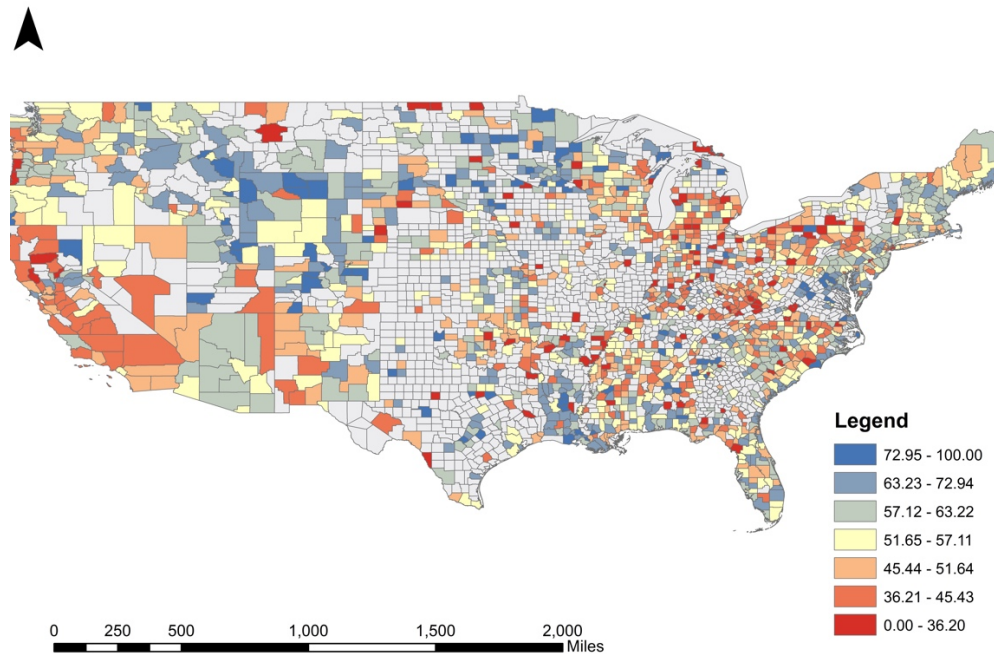 Legend
72.95 - 100.00
63.23 - 72.94
57.12 - 63.22
51.65 - 57.11
45.44 - 51.64
36.21 - 45.43
0.00 - 36.20
0 250 500 1,000 1,500 2,000
Miles